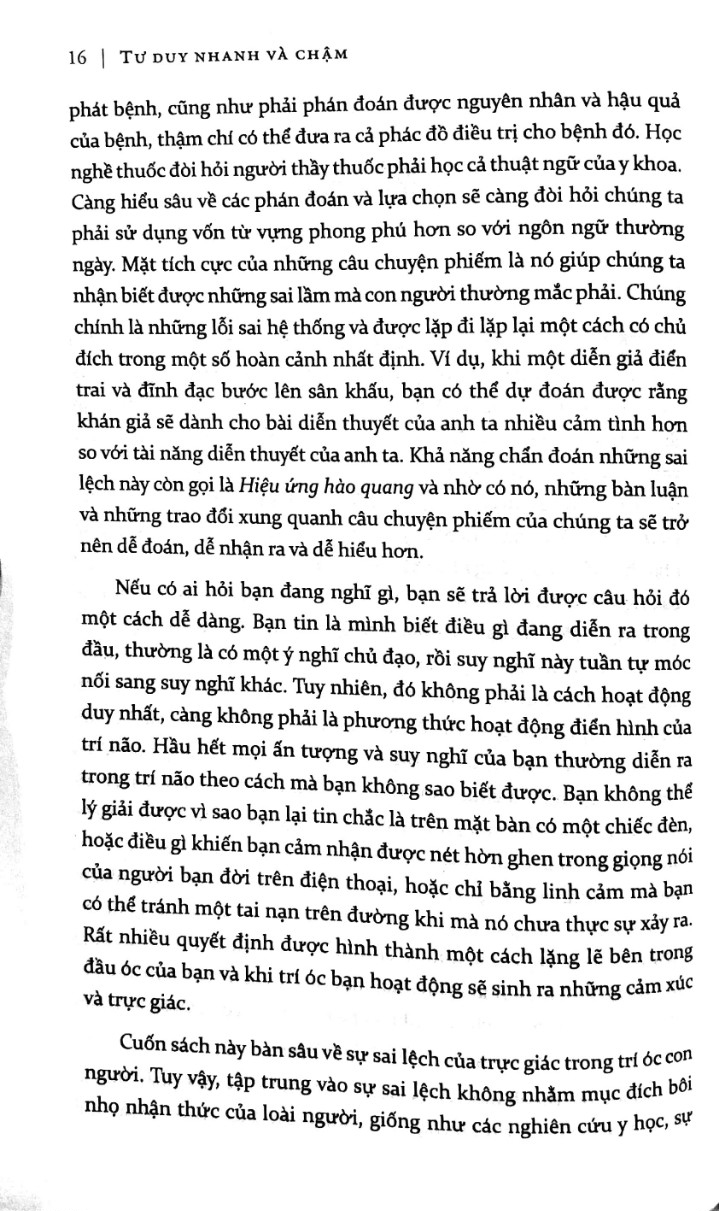 16 | TƯ DUY NHANH VÀ CHẬM
phát bệnh, cũng như phải phán đoán được nguyên nhân và hậu quả
của bệnh, thậm chí có thể đưa ra cả phác đồ điều trị cho bệnh đó. Học
nghề thuốc đòi hỏi người thầy thuốc phải học cả thuật ngữ của y khoa.
Càng hiểu sâu về các phán đoán và lựa chọn sẽ càng đòi hỏi chúng ta
phải sử dụng vốn từ vựng phong phú hơn so với ngôn ngữ thường
ngày. Mặt tích cực của những câu chuyện phiếm là nó giúp chúng ta
nhận biết được những sai lầm mà con người thường mắc phải. Chúng
chính là những lỗi sai hệ thống và được lặp đi lặp lại một cách có chủ
đích trong một số hoàn cảnh nhất định. Ví dụ, khi một diễn giả điển
trai và đĩnh đạc bước lên sân khấu, bạn có thể dự đoán được rằng
khán giả sẽ dành cho bài diễn thuyết của anh ta nhiều cảm tình hơn
so với tài năng diễn thuyết của anh ta. Khả năng chẩn đoán những sai
lệch này còn gọi là Hiệu ứng hào quang và nhờ có nó, những bàn luận
và những trao đổi xung quanh câu chuyện phiếm của chúng ta sẽ trở
nên dễ đoán, dễ nhận ra và dễ hiểu hơn.
Nếu có ai hỏi bạn đang nghĩ gì, bạn sẽ trả lời được câu hỏi đó
một cách dễ dàng. Bạn tin là mình biết điều gì đang diễn ra trong
đầu, thường là có một ý nghĩ chủ đạo, rồi suy nghĩ này tuần tự móc
nối sang suy nghĩ khác. Tuy nhiên, đó không phải là cách hoạt động
duy nhất, càng không phải là phương thức hoạt động điển hình của
trí não. Hầu hết mọi ấn tượng và suy nghĩ của bạn thường diễn ra
trong trí não theo cách mà bạn không sao biết được. Bạn không thể
lý giải được vì sao bạn lại tin chắc là trên mặt bàn có một chiếc đèn,
hoặc điều gì khiến bạn cảm nhận được nét hờn ghen trong giọng nói
của người bạn đời trên điện thoại, hoặc chỉ bằng linh cảm mà bạn
có thể tránh một tai nạn trên đường khi mà nó chưa thực sự xảy ra.
Rất nhiều quyết định được hình thành một cách lặng lẽ bên trong
đầu óc của bạn và khi trí óc bạn hoạt động sẽ sinh ra những cảm xúc
và trực giác.
Cuốn sách này bàn sâu về sự sai lệch của trực giác trong trí óc con
người. Tuy vậy, tập trung vào sự sai lệch không nhằm mục đích bôi
nhọ nhận thức của loài người, giống như các nghiên cứu y học, sự